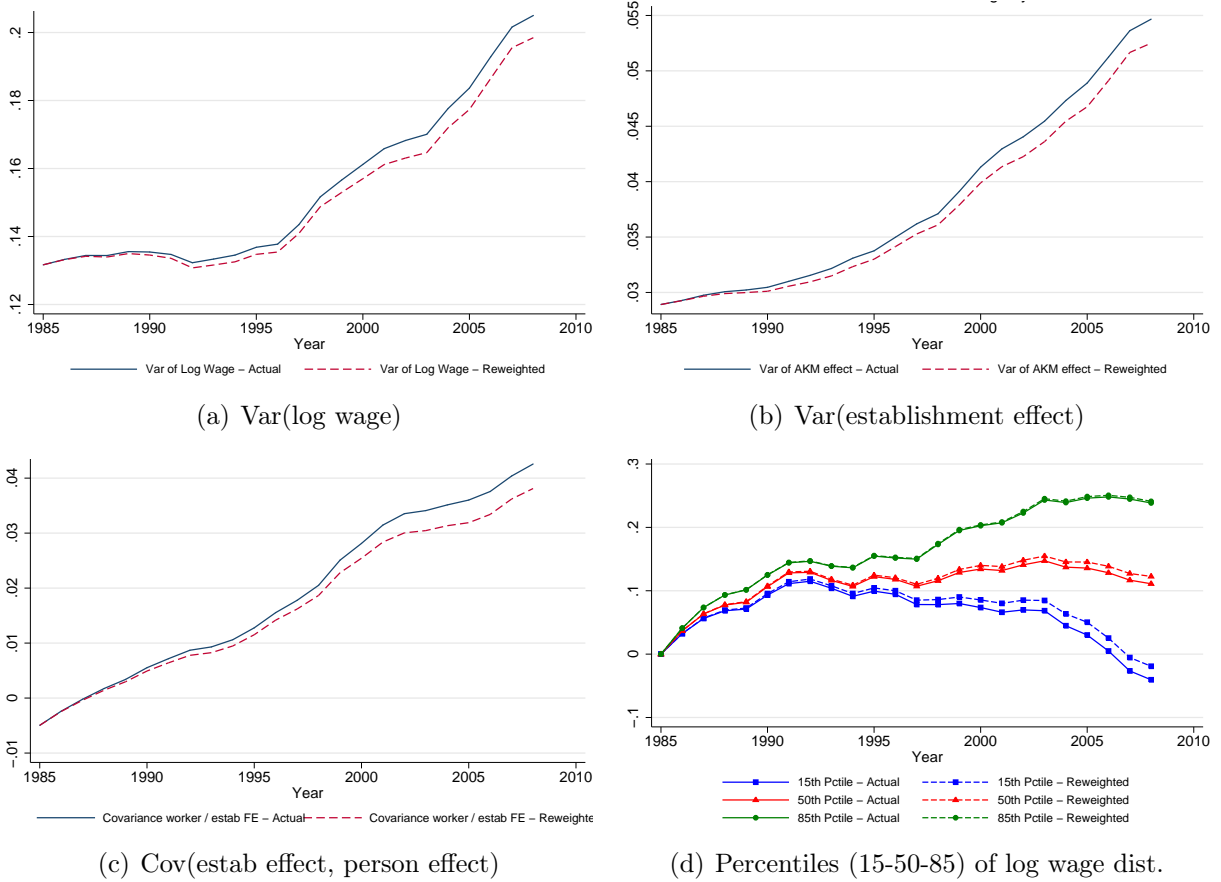 .2
.18
.16
.14
.12
1985 1990 1995 2000 2005 2010
Year
Var of Log Wage – Actual Var of Log Wage – Reweighted
(a) Var(log wage)
.055
.05
.045
.04
.035
.03
1985 1990 1995 2000 2005 2010
Year
Var of AKM effect – Actual Var of AKM effect – Reweighted
(b) Var(establishment effect)
.04
.03
.02
.01
0
-.01
1985 1990 1995 2000 2005 2010
Year
Covariance worker / estab FE – Actual Covariance worker / estab FE – Reweighte
(c) Cov(estab effect, person effect)
.3
.2
.1
0
-.1
1985 1990 1995 2000 2005 2010
Year
15th Pctile – Actual 15th Pctile – Reweighted
50th Pctile – Actual 50th Pctile – Reweighted
85th Pctile – Actual 85th Pctile – Reweighted
(d) Percentiles (15-50-85) of log wage dist.